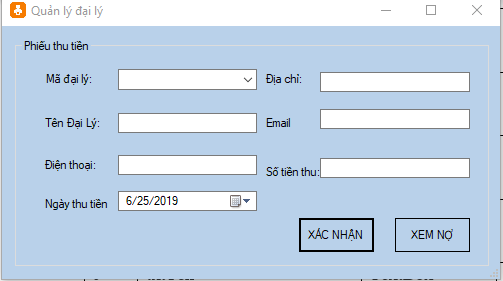 Quản lý đại lý
Phiếu thu tiền
Mã đại lý:
Địa chỉ:
Tên Đại Lý:
Email
Điện thoại:
Số tiền thu:
Ngày thu tiền
6/25/2019
XÁC NHẬN
XEM NỢ